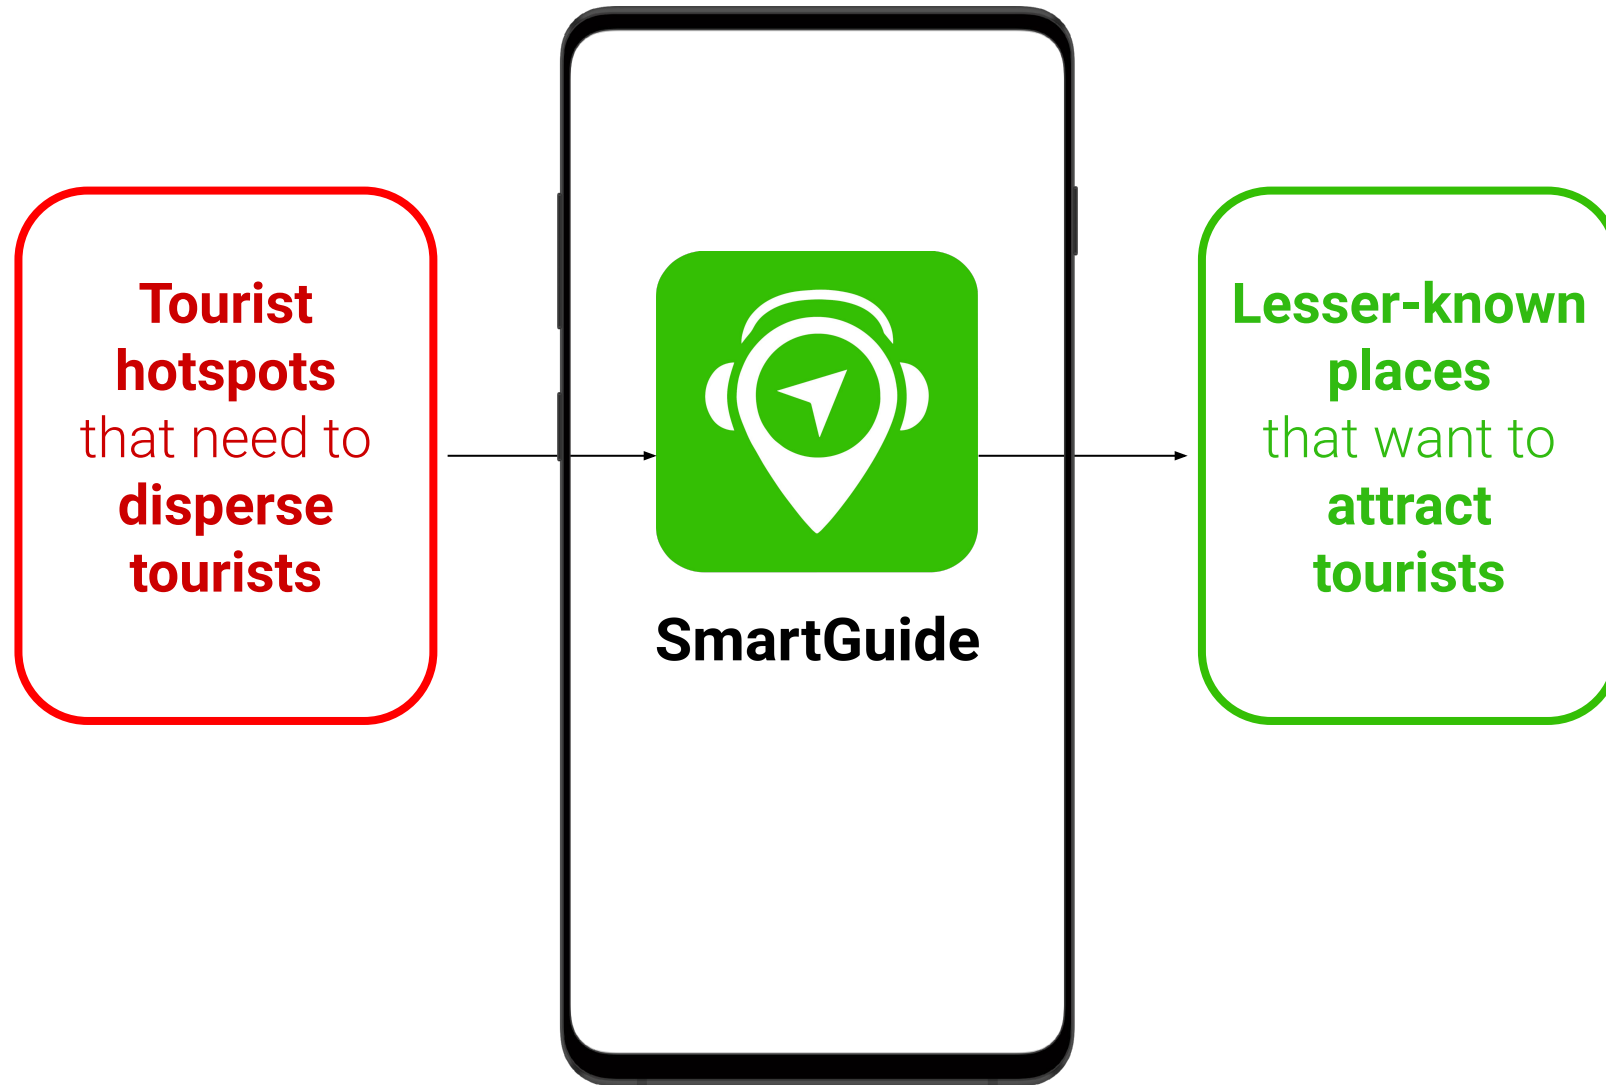 Tourist
hotspots
that need to
disperse
tourists
SmartGuide
Lesser-known
places
that want to
attract
tourists